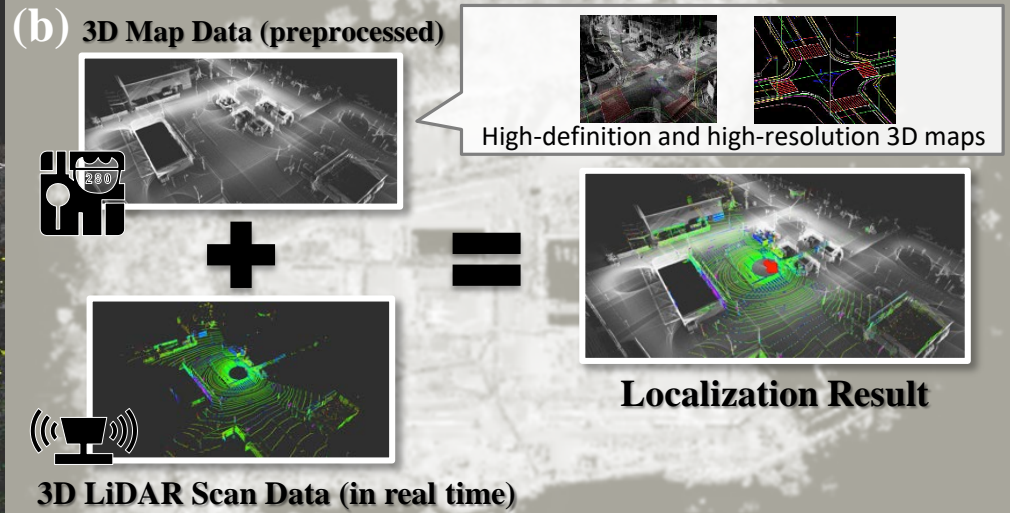 (b) 3D Map Data (preprocessed)
High-definition and high-resolution 3D maps
280
Localization Result
3D LiDAR Scan Data (in real time)